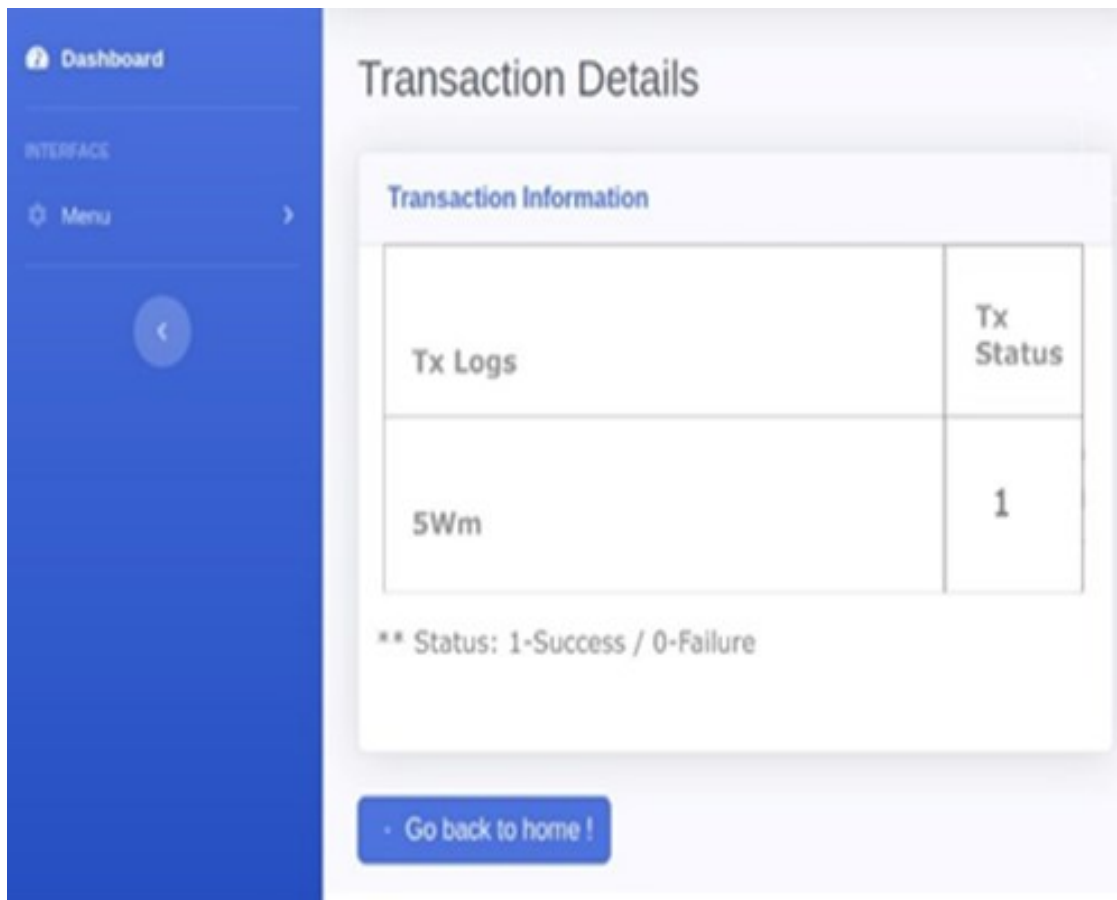 Dashboard
INTERFACE
Menu
Transaction Details
Transaction Information
Tx Logs
Tx
Status
5Wm
1
** Status: 1-Success / 0-Failure
Go back to home !